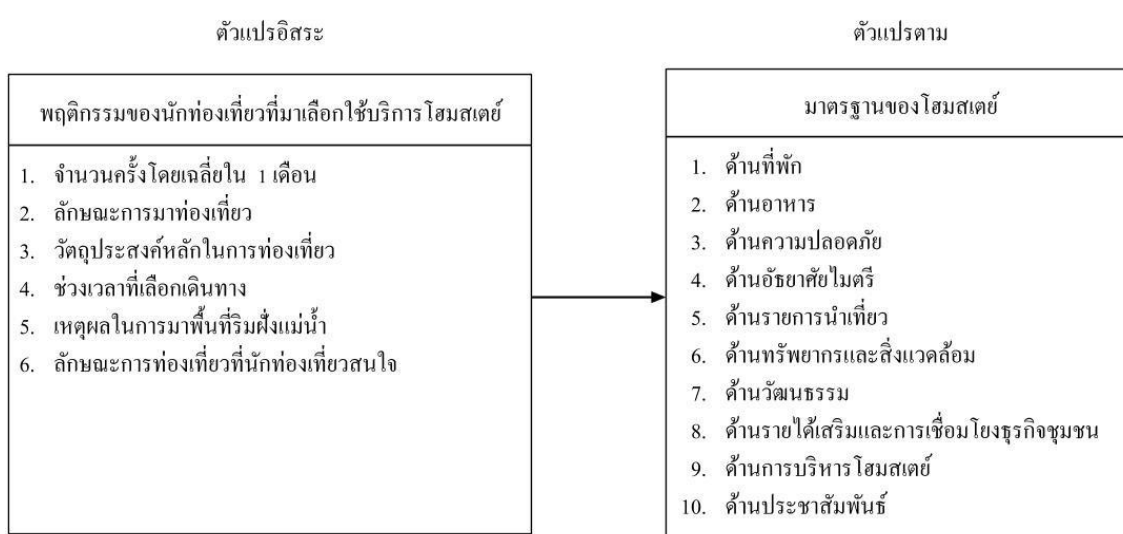 ตัวแปรอิสระ
พฤติกรรมของนักท่องเที่ยวที่มาเลือกใช้บริการโฮมสเตย์
1. จำนวนครั้งโดยเฉลี่ยใน 1 เดือน
2. ลักษณะการมาท่องเที่ยว
3. วัตถุประสงค์หลักในการท่องเที่ยว
4. ช่วงเวลาที่เลือกเดินทาง
5. เหตุผลในการมาพื้นที่ริมฝั่งแม่น้ำ
6. ลักษณะการท่องเที่ยวที่นักท่องเที่ยวสนใจ
ตัวแปรตาม
มาตรฐานของโฮมสเตย์
1. ด้านที่พัก
2. ด้านอาหาร
3. ด้านความปลอดภัย
4. ด้านอัธยาศัยไมตรี
5. ด้านรายการนำเที่ยว
6. ด้านทรัพยากรและสิ่งแวดล้อม
7. ด้านวัฒนธรรม
8. ด้านรายได้เสริมและการเชื่อมโยงธุรกิจชุมชน
9. ด้านการบริหารโฮมสเตย์
10. ด้านประชาสัมพันธ์